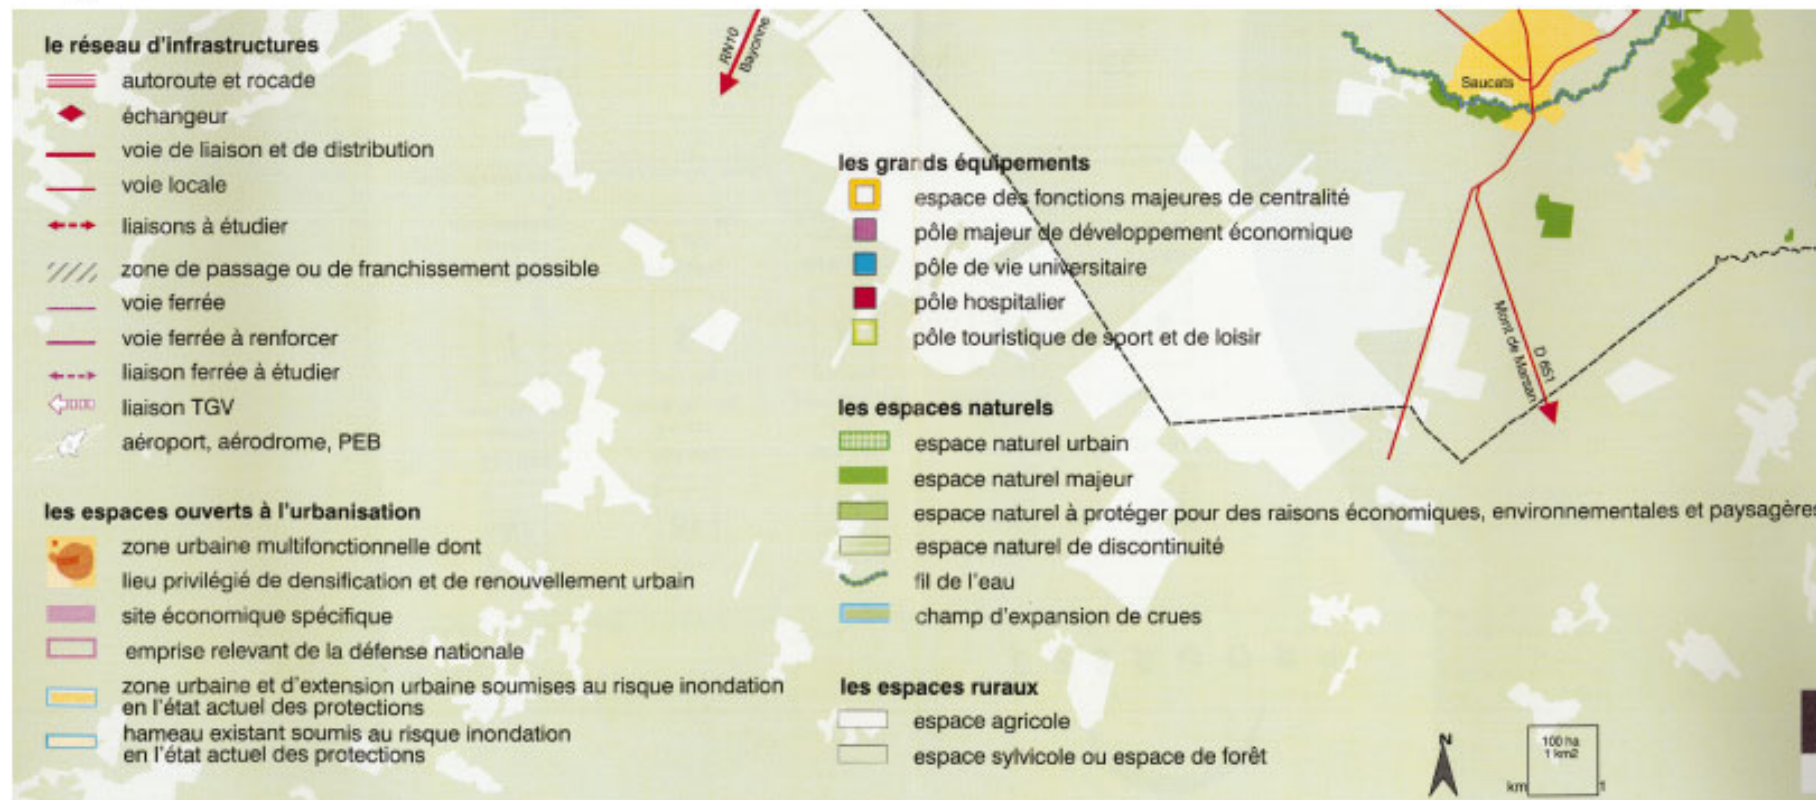 le réseau d'infrastructures
autoroute et rocade
échangeur
voie de liaison et de distribution
voie locale
liaisons à étudier
zone de passage ou de franchissement possible
voie ferrée
voie ferrée à renforcer
liaison ferrée à étudier
liaison TGV
aéroport, aérodrome, PEB
les espaces ouverts à l'urbanisation
zone urbaine multifonctionnelle dont
lieu privilégié de densification et de renouvellement urbain
site économique spécifique
emprise relevant de la défense nationale
zone urbaine et d'extension urbaine soumises au risque inondation
en l'état actuel des protections
hameau existant soumis au risque inondation
en l'état actuel des protections
RN10
Bayonne
les grands équipements
espace des fonctions majeures de centralité
pôle majeur de développement économique
pôle de vie universitaire
pôle hospitalier
pôle touristique de sport et de loisir
les espaces naturels
espace naturel urbain
espace naturel majeur
espace naturel à protéger pour des raisons économiques, environnementales et paysagères
espace naturel de discontinuité
fil de l'eau
champ d'expansion de crues
les espaces ruraux
espace agricole
espace sylvicole ou espace de forêt
Saucats
D 651
Mont de Marsan
N
100 ha
1 km2
km 1